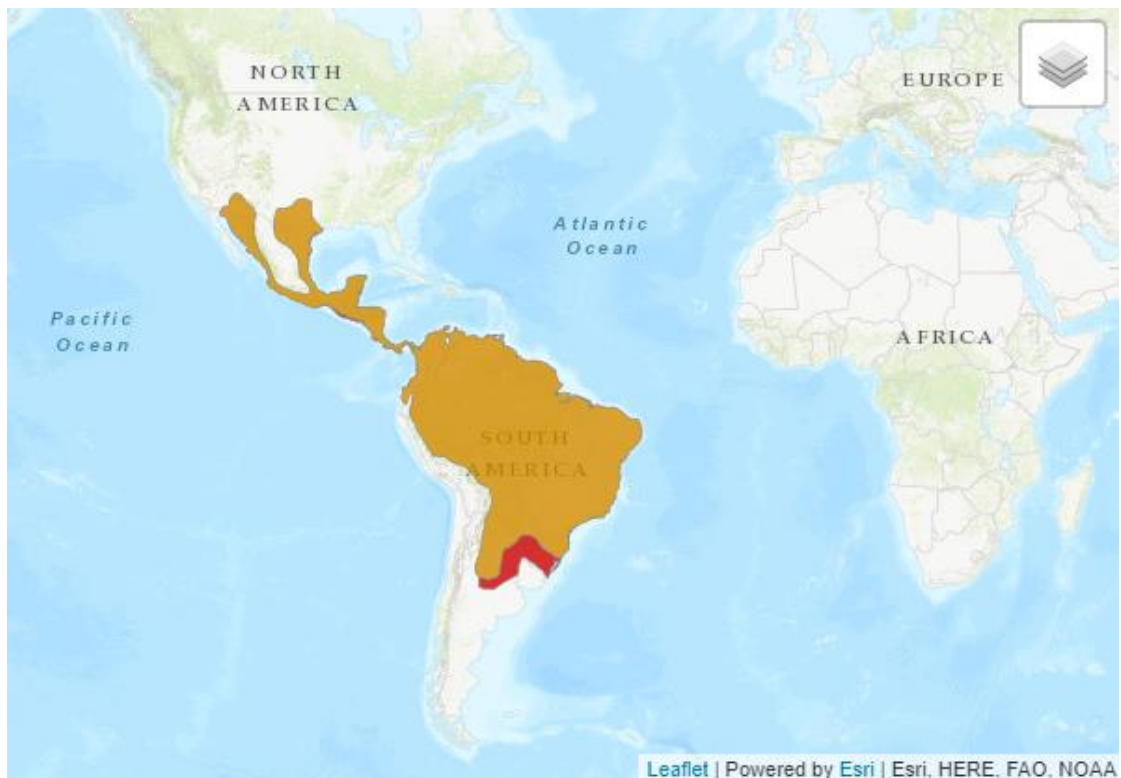 NORTH
AMERICA
EUROPE
Atlantic
Ocean
Pacific
Ocean
AFRICA
SOUTH
AMERICA
Leaflet | Powered by Esri | Esri, HERE, FAO, NOAA